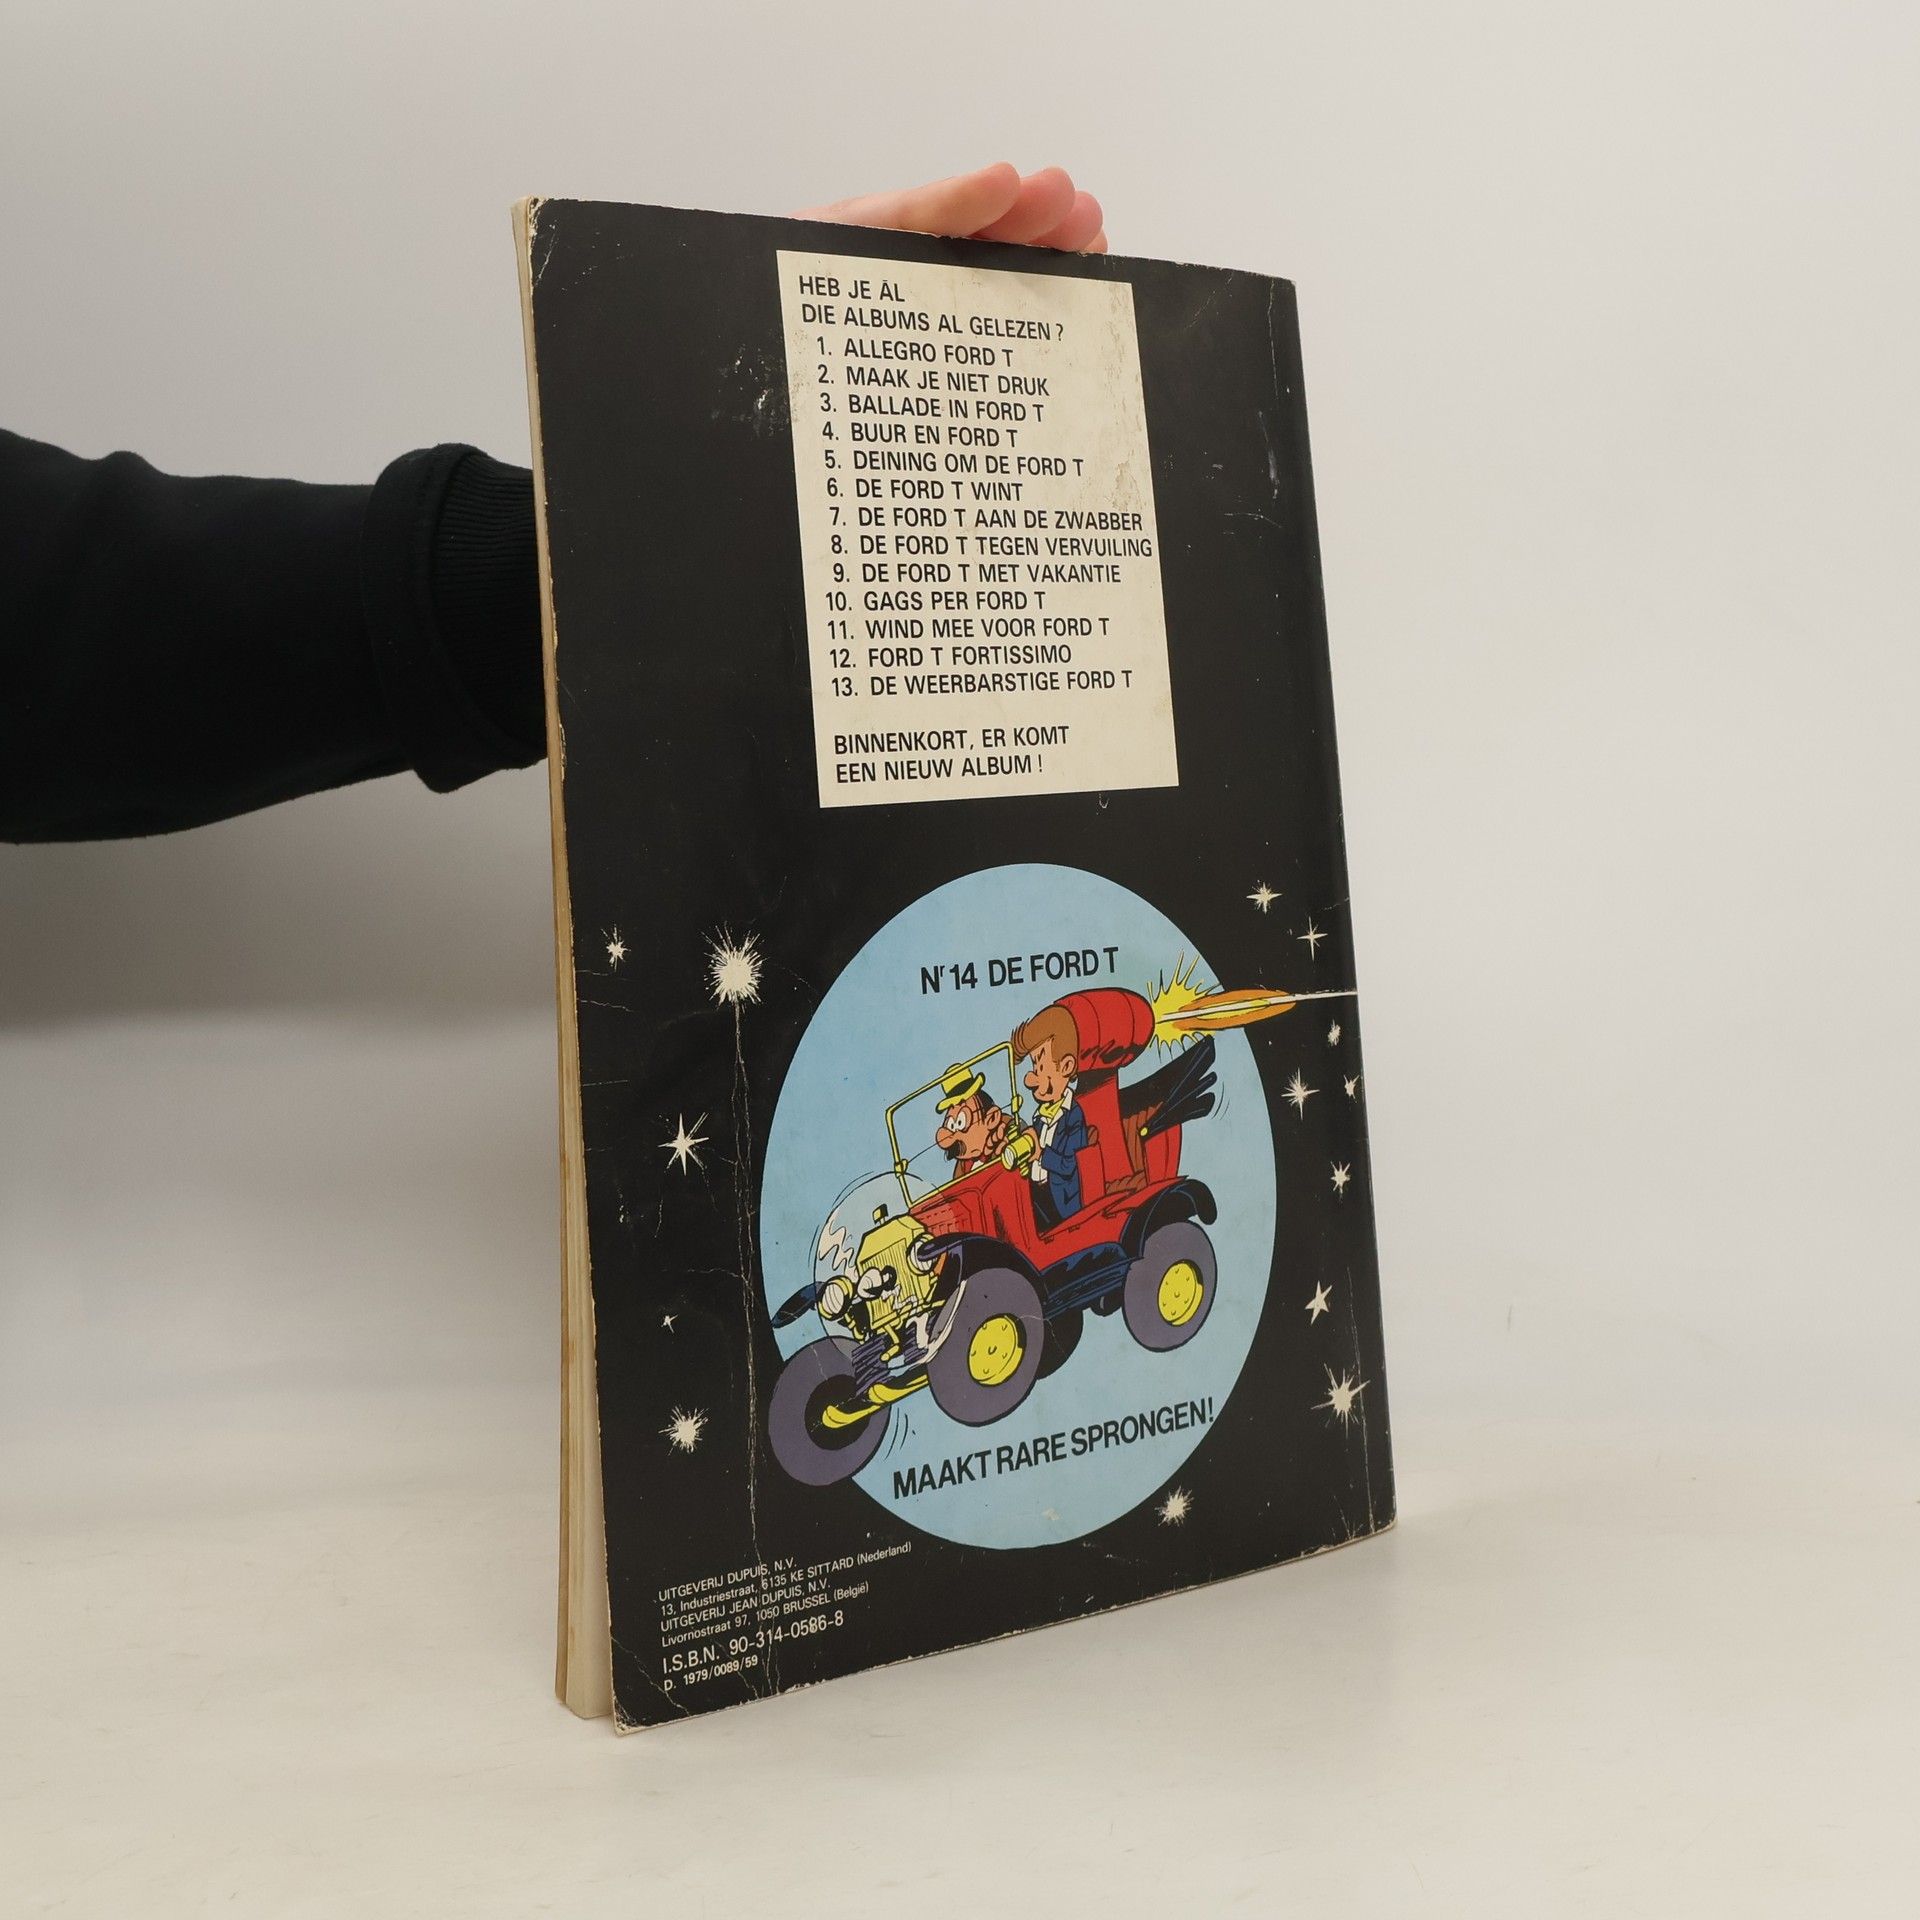 HEB JE ÀL
DIE ALBUMS AL GELEZEN ?
1. ALLEGRO FORD T
2. MAAK JE NIET DRUK
3. BALLADE IN FORD T
4. BUUR EN FORD T
5. DEINING OM DE FORD T
6. DE FORD T WINT
7. DE FORD T AAN DE ZWABBER
8. DE FORD T TEGEN VERVUILING
9. DE FORD T MET VAKANTIE
10. GAGS PER FORD T
11. WIND MEE VOOR FORD T
12. FORD T FORTISSIMO
13. DE WEERBARSTIGE FORD T
BINNENKORT, ER KOMT
EEN NIEUW ALBUM !
Nr 14 DE FORD T
MAAKT RARE SPRONGEN!
UITGEVERIJ DUPUIS, N.V.
13, Industriestraat, 6135 KE SITTARD (Nederland)
UITGEVERIJ JEAN DUPUIS, N.V.
Livornostraat 97, 1050 BRUSSEL (België)
I.S.B.N. 90-314-0586-8
D. 1979/0089/59